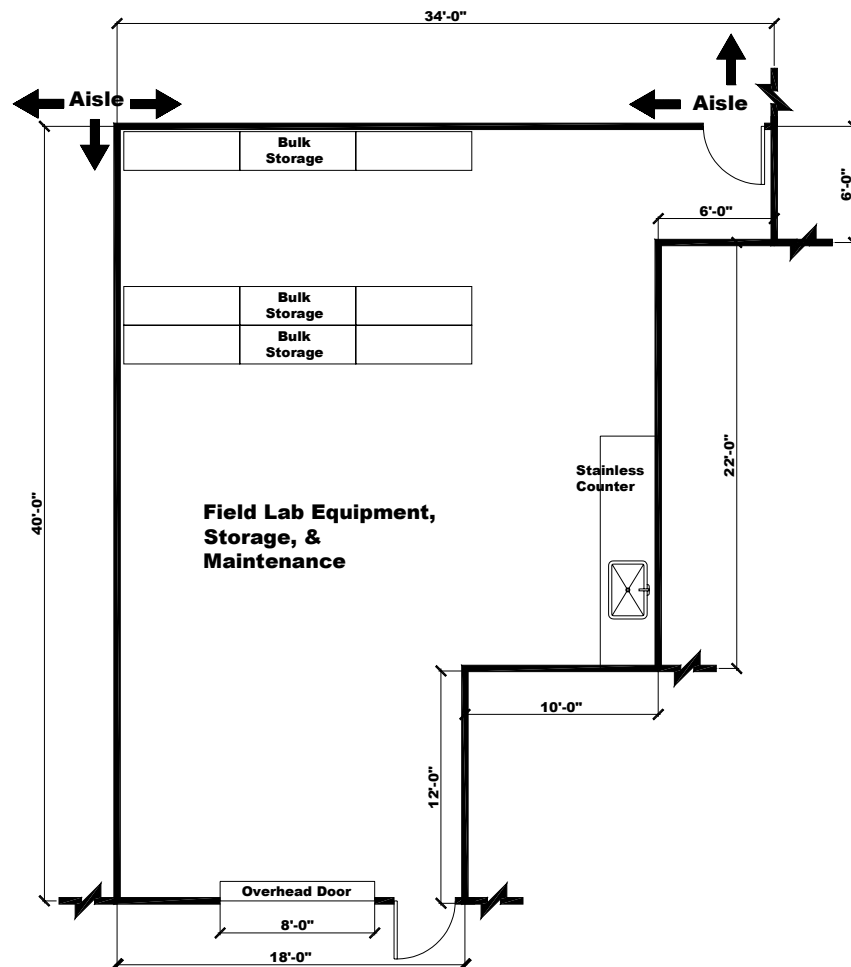 34'-0"
Aisle
Aisle
Bulk
Storage
6'-0"
6'-0"
Bulk
Storage
Bulk
Storage
Stainless
Counter
22'-0"
40'-0"
Field Lab Equipment,
Storage, &
Maintenance
10'-0"
12'-0"
Overhead Door
8'-0"
18'-0"